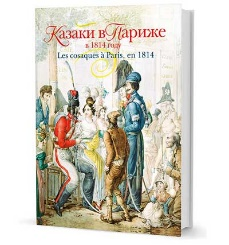 Казаки в Париже
в 1814 году
Les cosaques à Paris, en 1814